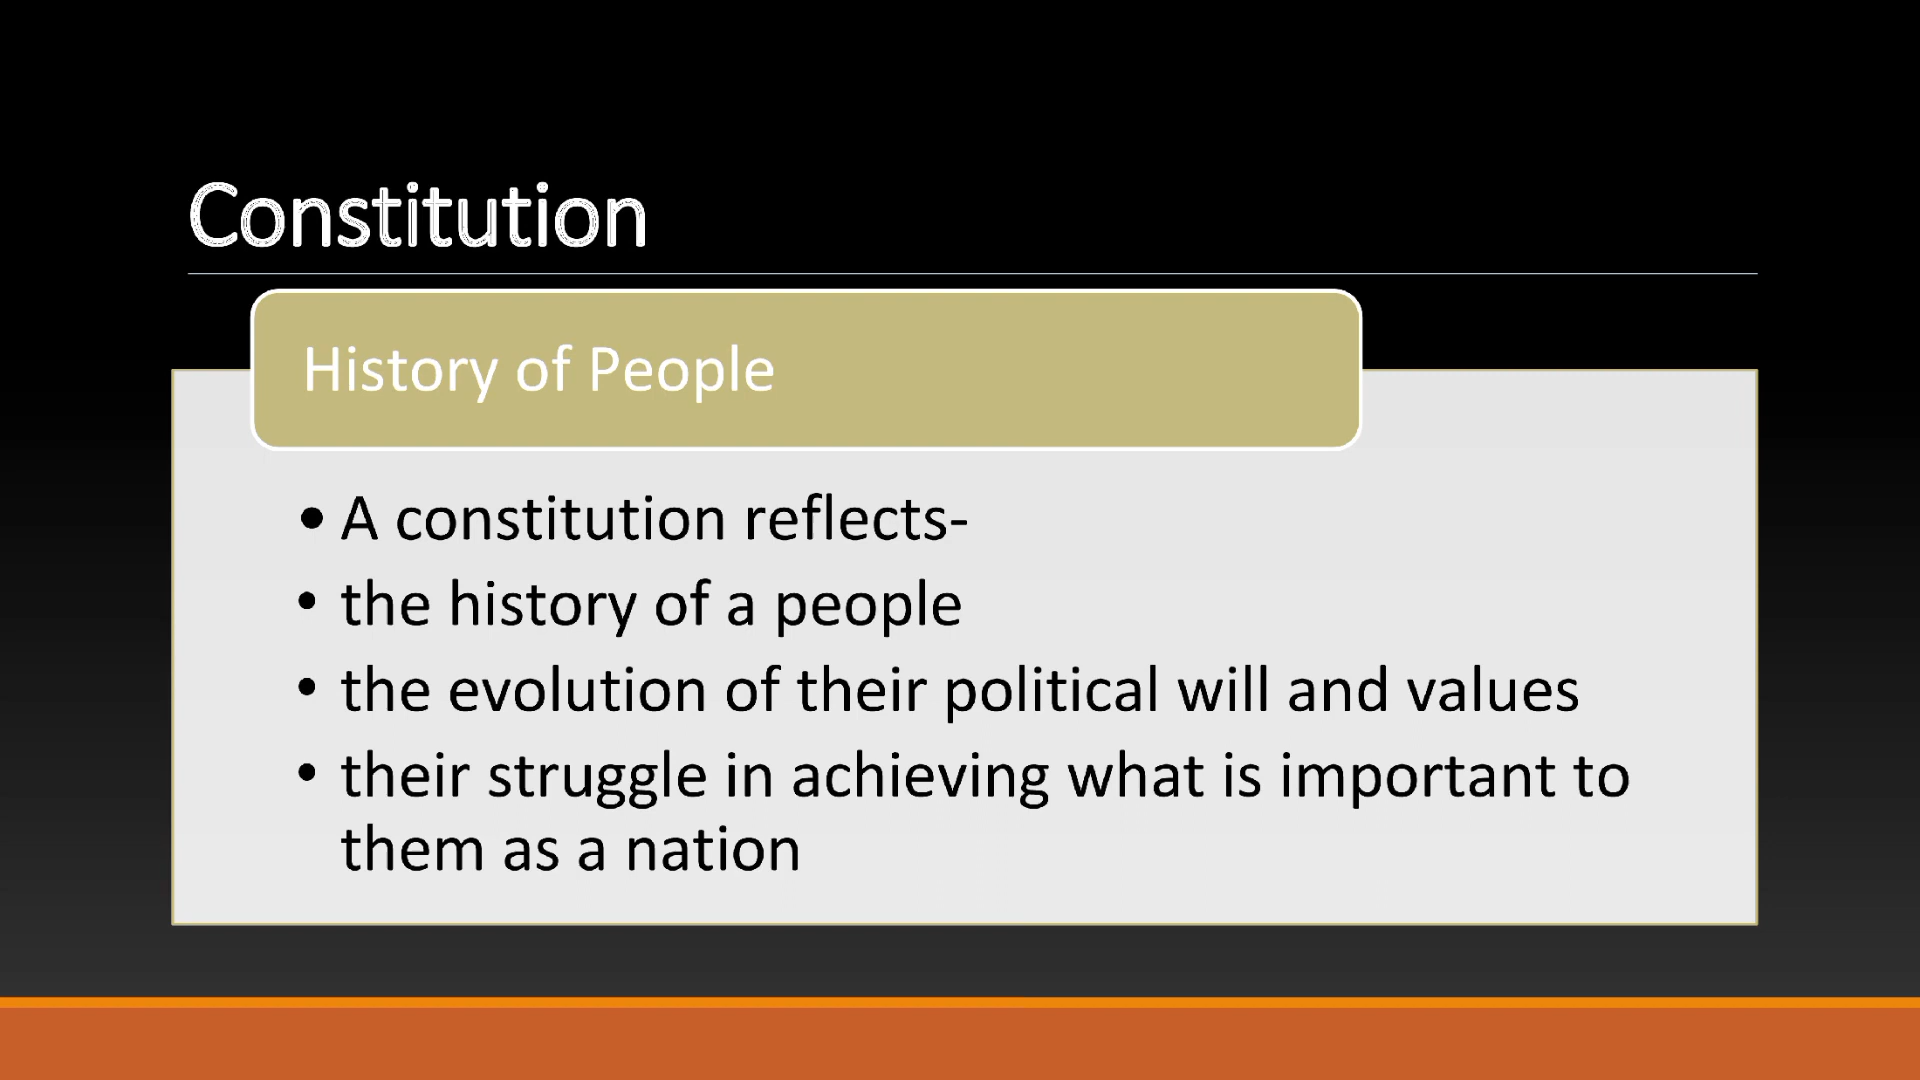 Constitution
History of People
• A constitution reflects-
• the history of a people
• the evolution of their political will and values
• their struggle in achieving what is important to
them as a nation